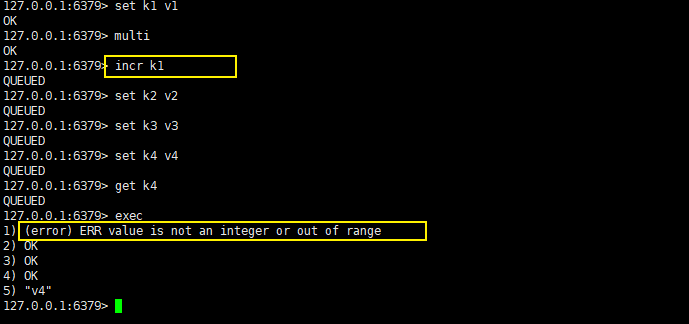 127.0.0.1:6379> set k1 v1
OK
127.0.0.1:6379> multi
OK
127.0.0.1:6379> incr k1
QUEUED
127.0.0.1:6379> set k2 v2
QUEUED
127.0.0.1:6379> set k3 v3
QUEUED
127.0.0.1:6379> set k4 v4
QUEUED
127.0.0.1:6379> get k4
QUEUED
127.0.0.1:6379> exec
1) (error) ERR value is not an integer or out of range
2) OK
3) OK
4) OK
5) "v4"
127.0.0.1:6379>